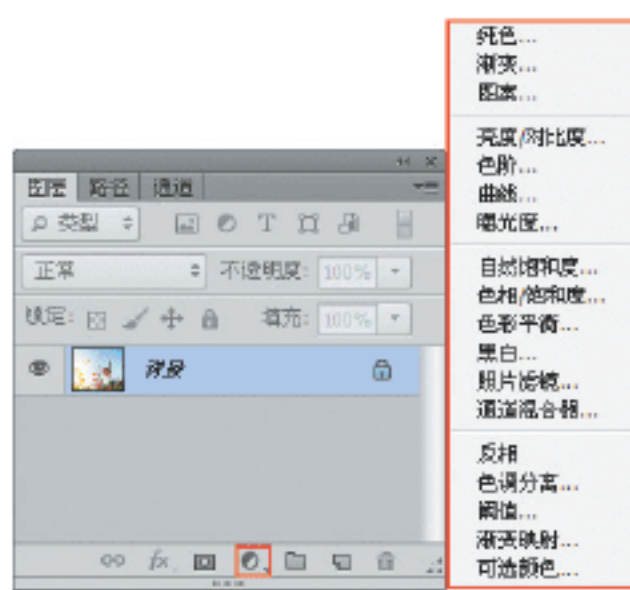 图层 路径 通道
类型 T
正常 不透明度: 100%
锁定: 填充: 100%
背景
fx
纯色...
渐变...
图案...
亮度/对比度...
色阶...
曲线...
曝光度...
自然饱和度...
色相/饱和度...
色彩平衡...
黑白...
照片滤镜...
通道混合器...
反相
色调分离...
阈值...
渐变映射...
可选颜色...